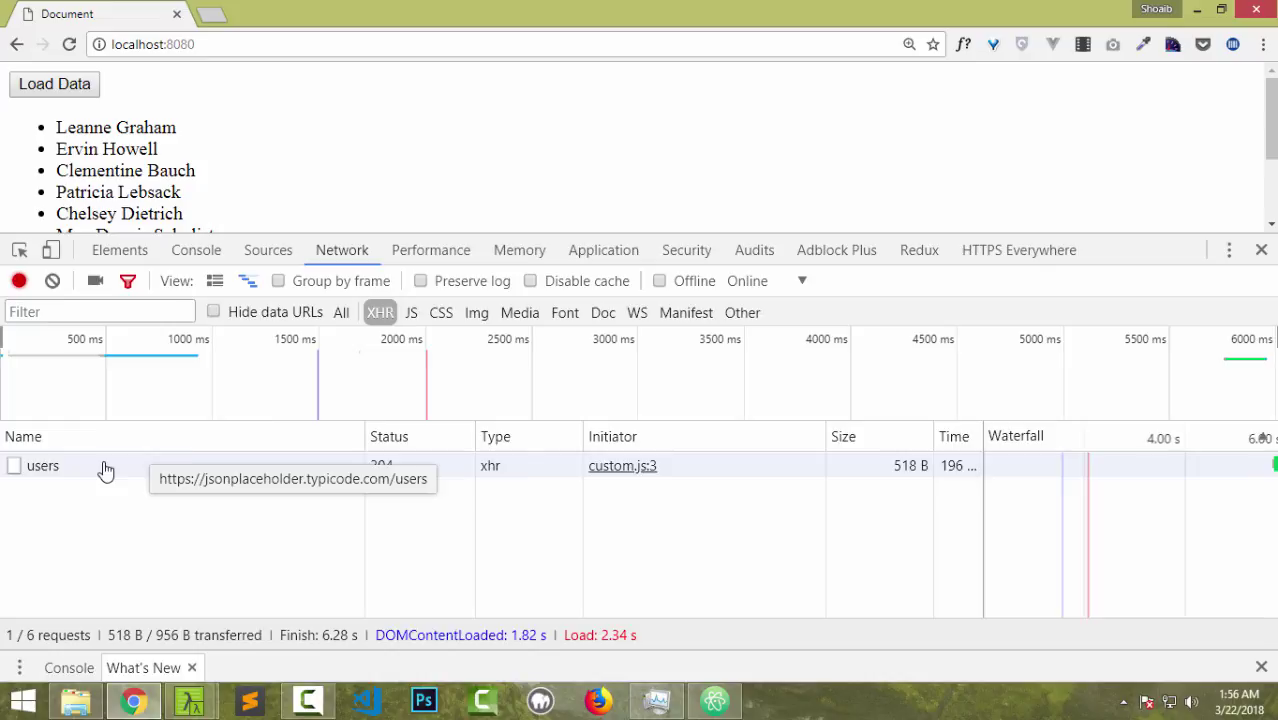 Document
Shoaib
localhost:8080
Load Data
Leanne Graham
Ervin Howell
Clementine Bauch
Patricia Lebsack
Chelsey Dietrich
Elements Console Sources Network Performance Memory Application Security Audits Adblock Plus Redux HTTPS Everywhere
View: Group by frame Preserve log Disable cache Offline Online
Filter Hide data URLs All XHR JS CSS Img Media Font Doc WS Manifest Other
500 ms 1000 ms 1500 ms 2000 ms 2500 ms 3000 ms 3500 ms 4000 ms 4500 ms 5000 ms 5500 ms 6000 ms
Name Status Type Initiator Size Time Waterfall 4.00 s
users xhr custom.js:3 518 B 196 ...
https://jsonplaceholder.typicode.com/users
1 / 6 requests 518 B / 956 B transferred Finish: 6.28 s DOMContentLoaded: 1.82 s Load: 2.34 s
Console What's New
Ps
1:56 AM
3/22/2018